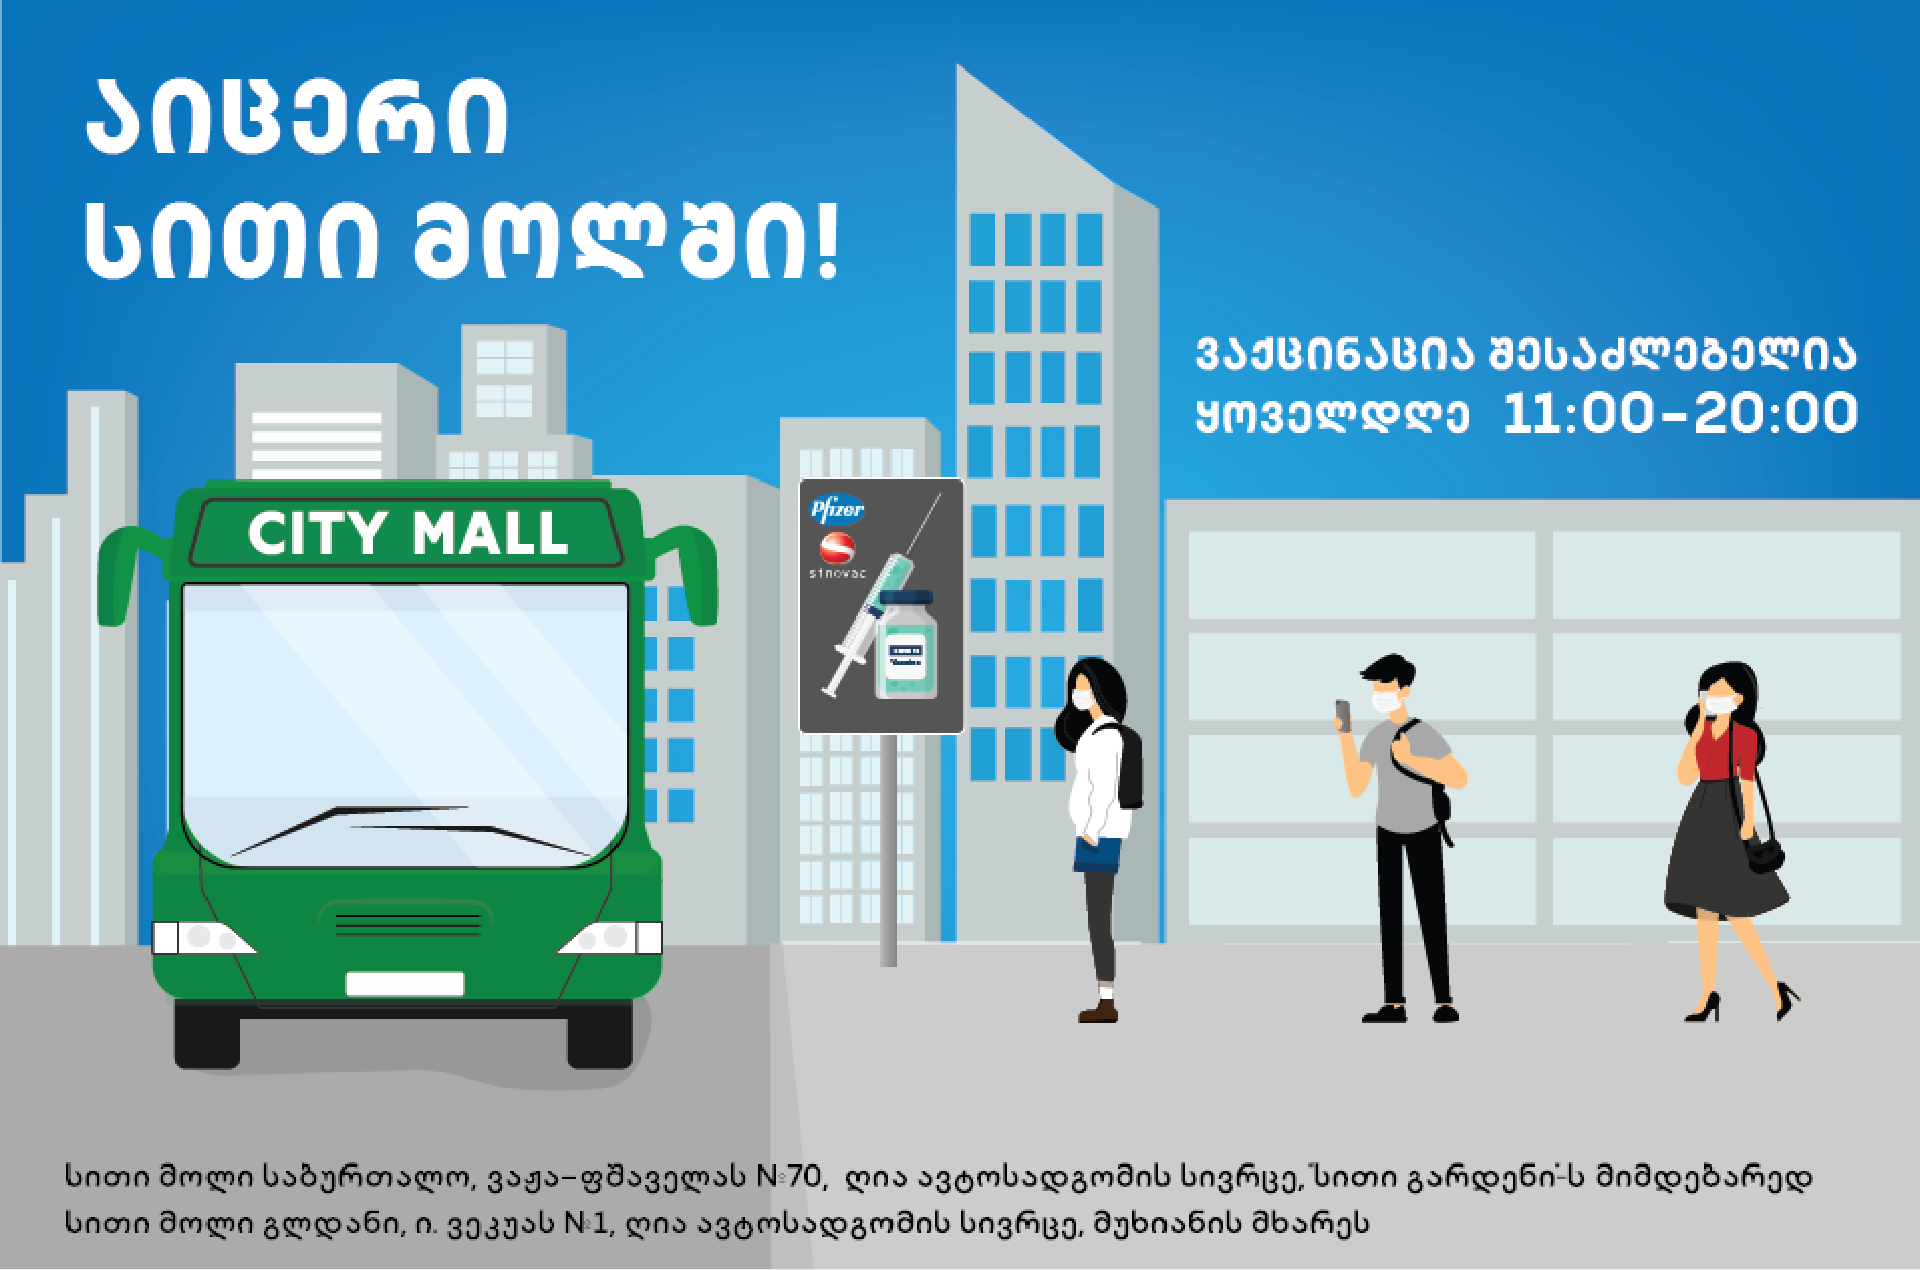 აიცერი
სითი მოლში!
ვაქცინაცია შესაძლებელია
ყოველდღე 11:00-20:00
CITY MALL
Pfizer
sinovac
სითი მოლი საბურთალო, ვაჟა-ფშაველას №70, ღია ავტოსადგომის სივრცე, "სითი გარდენი"-ს მიმდებარედ
სითი მოლი გლდანი, ი. ვეკუას №1, ღია ავტოსადგომის სივრცე, მუხიანის მხარეს